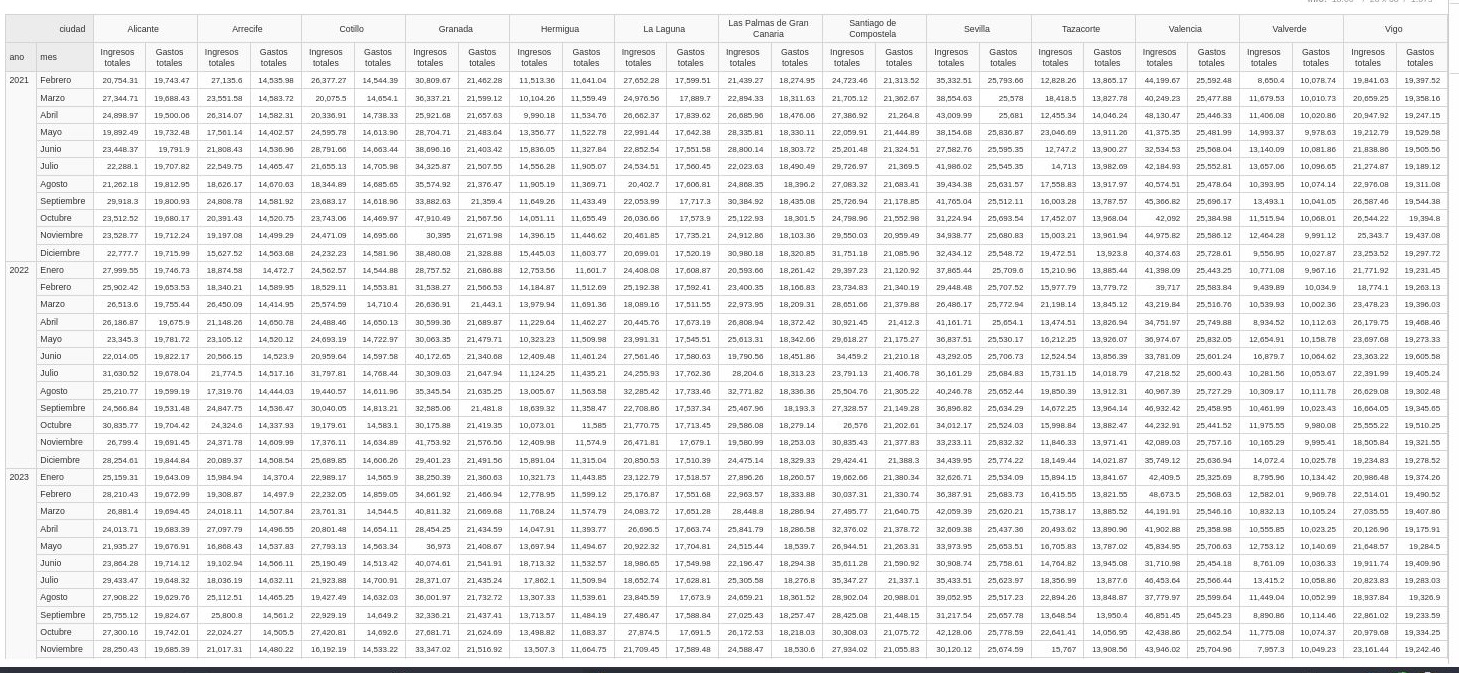 ciudad Alicante Arrecife Cotillo Granada Hermigua La Laguna Las Palmas de Gran Canaria Santiago de Compostela Sevilla Tazacorte Valencia Valverde Vigo
ano mes Ingresos totales Gastos totales Ingresos totales Gastos totales Ingresos totales Gastos totales Ingresos totales Gastos totales Ingresos totales Gastos totales Ingresos totales Gastos totales Ingresos totales Gastos totales Ingresos totales Gastos totales Ingresos totales Gastos totales Ingresos totales Gastos totales Ingresos totales Gastos totales Ingresos totales Gastos totales Ingresos totales Gastos totales
2021 Febrero 20,754.31 19,743.47 27,135.6 14,535.98 26,377.27 14,544.39 30,809.67 21,462.28 11,513.36 11,641.04 27,652.28 17,599.51 21,439.27 18,274.95 24,723.46 21,313.52 35,332.51 25,793.66 12,828.26 13,865.17 44,199.67 25,592.48 8,650.4 10,078.74 19,841.63 19,397.52
Marzo 27,344.71 19,688.43 23,551.58 14,583.72 20,075.5 14,654.1 36,337.21 21,599.12 10,104.26 11,559.49 24,976.56 17,889.7 22,894.33 18,311.63 21,705.12 21,362.67 38,554.63 25,578 18,418.5 13,827.78 40,249.23 25,477.88 11,679.53 10,010.73 20,659.25 19,358.16
Abril 24,898.97 19,500.06 26,314.07 14,582.31 20,336.91 14,738.33 25,921.68 21,657.63 9,990.18 11,534.76 26,662.37 17,839.62 26,685.96 18,476.06 27,386.92 21,264.8 43,009.99 25,681 12,455.34 14,046.24 48,130.47 25,446.33 11,406.08 10,020.86 20,947.92 19,247.15
Mayo 19,892.49 19,732.48 17,561.14 14,402.57 24,595.78 14,613.96 28,704.71 21,483.64 13,356.77 11,522.78 22,991.44 17,642.38 28,335.81 18,330.11 22,059.91 21,444.89 38,154.68 25,836.87 23,046.69 13,911.26 41,375.35 25,481.99 14,993.37 9,978.63 19,212.79 19,529.58
Junio 23,448.37 19,791.9 21,808.43 14,536.96 28,791.66 14,663.44 38,696.16 21,403.42 15,836.05 11,327.84 22,852.54 17,551.58 28,800.14 18,303.72 25,201.48 21,324.51 27,582.76 25,595.35 12,747.2 13,900.27 32,534.53 25,568.04 13,140.09 10,081.86 21,838.86 19,505.56
Julio 22,288.1 19,707.82 22,549.75 14,465.47 21,655.13 14,705.98 34,325.87 21,507.55 14,556.28 11,905.07 24,534.51 17,560.45 22,023.63 18,490.49 29,726.97 21,369.5 41,986.02 25,545.35 14,713 13,982.69 42,184.93 25,552.81 13,657.06 10,096.65 21,274.87 19,189.12
Agosto 21,262.18 19,812.95 18,626.17 14,670.63 18,344.89 14,685.65 35,574.92 21,376.47 11,905.19 11,369.71 20,402.7 17,606.81 24,868.35 18,396.2 27,083.32 21,683.41 39,434.38 25,631.57 17,558.83 13,917.97 40,574.51 25,478.64 10,393.95 10,074.14 22,976.08 19,311.08
Septiembre 29,918.3 19,800.93 24,808.78 14,581.92 23,683.17 14,618.96 33,882.63 21,359.4 11,649.26 11,433.49 22,053.99 17,717.3 30,384.92 18,435.08 25,726.94 21,178.85 41,765.04 25,512.11 16,003.28 13,787.57 45,366.82 25,696.17 13,493.1 10,041.05 26,587.46 19,544.38
Octubre 23,512.52 19,680.17 20,391.43 14,520.75 23,743.06 14,469.97 47,910.49 21,567.56 14,051.11 11,655.49 26,036.66 17,573.9 25,122.93 18,301.5 24,798.96 21,552.98 31,224.94 25,693.54 17,452.07 13,968.04 42,092 25,384.98 11,515.94 10,068.01 26,544.22 19,394.8
Noviembre 23,528.77 19,712.24 19,197.08 14,499.29 24,471.09 14,695.66 30,395 21,671.98 14,396.15 11,446.62 20,461.85 17,735.21 24,912.86 18,103.36 29,550.03 20,959.49 34,938.77 25,680.83 15,003.21 13,961.94 44,975.82 25,586.12 12,464.28 9,991.12 25,343.7 19,437.08
Diciembre 22,777.7 19,715.99 15,627.52 14,563.68 24,232.23 14,581.96 38,480.08 21,328.88 15,445.03 11,603.77 20,699.01 17,520.19 30,980.18 18,320.85 31,751.18 21,085.96 32,434.12 25,548.72 19,472.51 13,923.8 40,374.63 25,728.61 9,556.95 10,027.87 23,253.52 19,297.72
2022 Enero 27,999.55 19,746.73 18,874.58 14,472.7 24,562.57 14,544.88 28,757.52 21,686.88 12,753.56 11,601.7 24,408.08 17,608.87 20,593.66 18,261.42 29,397.23 21,120.92 37,865.44 25,709.6 15,210.96 13,885.44 41,398.09 25,443.25 10,771.08 9,967.16 21,771.92 19,231.45
Febrero 25,902.42 19,653.53 18,340.21 14,589.95 18,529.11 14,553.81 31,538.27 21,566.53 14,184.87 11,512.69 25,192.38 17,592.41 23,400.35 18,166.83 23,734.83 21,340.19 29,448.48 25,707.52 15,977.79 13,779.72 39,717 25,583.84 9,439.89 10,034.9 18,774.1 19,263.13
Marzo 26,513.6 19,755.44 26,450.09 14,414.95 25,574.59 14,710.4 26,636.91 21,443.1 13,979.94 11,691.36 18,089.16 17,511.55 22,973.95 18,209.31 28,651.66 21,379.88 26,486.17 25,772.94 21,198.14 13,845.12 43,219.84 25,516.76 10,539.93 10,002.36 23,478.23 19,396.03
Abril 26,186.87 19,675.9 21,148.26 14,650.78 24,488.46 14,650.13 30,599.36 21,689.87 11,229.64 11,462.27 20,445.76 17,673.19 26,808.94 18,372.42 30,921.45 21,412.3 41,161.71 25,654.1 13,474.51 13,826.94 34,751.97 25,749.88 8,934.52 10,112.63 26,179.75 19,468.46
Mayo 23,345.3 19,781.72 23,105.12 14,520.12 24,693.19 14,722.97 30,063.35 21,479.71 10,323.23 11,509.98 23,991.31 17,545.51 25,613.31 18,342.66 29,618.27 21,175.27 36,837.51 25,530.17 16,212.25 13,926.07 36,974.67 25,832.05 12,654.91 10,158.78 23,697.68 19,273.33
Junio 22,014.05 19,822.17 20,566.15 14,523.9 20,959.64 14,597.58 40,172.65 21,340.68 12,409.48 11,461.24 27,561.46 17,580.63 19,790.56 18,451.86 34,459.2 21,210.18 43,292.05 25,706.73 12,524.54 13,856.39 33,781.09 25,601.24 16,879.7 10,064.62 23,363.22 19,605.58
Julio 31,630.52 19,678.04 21,774.5 14,517.16 31,797.81 14,768.44 30,309.03 21,647.94 11,124.25 11,435.21 24,255.93 17,762.36 28,204.6 18,313.23 23,791.13 21,406.78 36,161.29 25,684.83 15,731.15 14,018.79 47,218.52 25,600.43 10,281.56 10,053.67 22,391.99 19,405.24
Agosto 25,210.77 19,599.19 17,319.76 14,444.03 19,440.57 14,611.96 35,345.54 21,635.25 13,005.67 11,563.58 32,285.42 17,733.46 32,771.82 18,336.36 25,504.76 21,305.22 40,246.78 25,652.44 19,850.39 13,912.31 40,967.39 25,727.29 10,309.17 10,111.78 26,629.08 19,302.48
Septiembre 24,566.84 19,531.48 24,847.75 14,536.47 30,040.05 14,813.21 32,585.06 21,481.8 18,639.32 11,358.47 22,708.86 17,537.34 25,467.96 18,193.3 27,328.57 21,149.28 36,896.82 25,634.29 14,672.25 13,964.14 46,932.42 25,458.95 10,461.99 10,023.43 16,664.05 19,345.65
Octubre 30,835.77 19,704.42 24,324.6 14,337.93 19,179.61 14,583.1 30,175.88 21,419.35 10,073.01 11,585 21,770.75 17,713.45 29,586.08 18,279.14 26,576 21,202.61 34,012.17 25,524.03 15,998.84 13,882.47 44,232.91 25,441.52 11,975.55 9,980.08 25,555.22 19,510.25
Noviembre 26,799.4 19,691.45 24,371.78 14,609.99 17,376.11 14,634.89 41,753.92 21,576.56 12,409.98 11,574.9 26,471.81 17,679.1 19,580.99 18,253.03 30,835.43 21,377.83 33,233.11 25,832.32 11,846.33 13,971.41 42,089.03 25,757.16 10,165.29 9,995.41 18,505.84 19,321.55
Diciembre 28,254.61 19,844.84 20,089.37 14,508.54 25,689.85 14,606.26 29,401.23 21,491.56 15,891.04 11,315.04 20,850.53 17,510.39 24,475.14 18,329.33 29,424.41 21,388.3 34,439.95 25,774.22 18,149.44 14,021.87 35,749.12 25,636.94 14,072.4 10,025.78 19,234.83 19,278.52
2023 Enero 25,159.31 19,643.09 15,984.94 14,370.4 22,989.17 14,565.9 38,250.39 21,360.63 10,321.73 11,443.85 23,122.79 17,518.57 27,896.26 18,260.57 19,662.66 21,380.34 32,626.71 25,534.09 15,894.15 13,841.67 42,409.5 25,325.69 8,795.96 10,134.42 20,986.48 19,374.26
Febrero 28,210.43 19,672.99 19,308.87 14,497.9 22,232.05 14,859.05 34,661.92 21,466.94 12,778.95 11,599.12 25,176.87 17,551.68 22,963.57 18,333.88 30,037.31 21,330.74 36,387.91 25,683.73 16,415.55 13,821.55 48,673.5 25,568.63 12,582.01 9,969.78 22,514.01 19,490.52
Marzo 26,881.4 19,694.45 24,018.11 14,507.84 23,761.31 14,544.5 40,811.32 21,669.68 11,768.24 11,574.79 24,083.72 17,651.28 28,448.8 18,286.94 27,495.77 21,640.75 42,059.39 25,620.21 15,738.17 13,885.52 44,191.91 25,546.16 10,832.13 10,105.24 27,035.55 19,407.86
Abril 24,013.71 19,683.39 27,097.79 14,496.55 20,801.48 14,654.11 28,454.25 21,434.59 14,047.91 11,393.77 26,696.5 17,663.74 25,841.79 18,286.58 32,376.02 21,378.72 32,609.38 25,437.36 20,493.62 13,890.96 41,902.88 25,358.98 10,555.85 10,023.25 20,126.96 19,175.91
Mayo 21,935.27 19,676.91 16,868.43 14,537.83 27,793.13 14,563.34 36,973 21,408.67 13,697.94 11,494.67 20,922.32 17,704.81 24,515.44 18,539.7 26,944.51 21,263.31 33,973.95 25,653.51 16,705.83 13,787.02 45,834.95 25,706.63 12,753.12 10,140.69 21,648.57 19,284.5
Junio 23,864.28 19,714.12 19,102.94 14,566.11 25,190.49 14,513.42 40,074.61 21,541.91 18,713.32 11,532.57 18,986.65 17,549.98 22,196.47 18,294.38 35,611.28 21,590.92 30,908.74 25,758.61 14,764.82 13,945.08 31,710.98 25,454.18 8,761.09 10,036.33 19,911.74 19,409.96
Julio 29,433.47 19,648.32 18,036.19 14,632.11 21,923.88 14,700.91 28,371.07 21,435.24 17,862.1 11,509.94 18,652.74 17,628.81 25,305.58 18,276.8 35,347.27 21,337.1 35,433.51 25,623.97 18,356.99 13,877.6 46,453.64 25,566.44 13,415.2 10,058.86 20,823.83 19,283.03
Agosto 27,908.22 19,629.76 25,112.51 14,465.25 19,427.49 14,632.03 36,001.97 21,732.72 13,307.33 11,539.61 23,845.59 17,673.9 24,659.21 18,361.52 28,902.04 20,988.01 39,052.95 25,517.23 22,894.26 13,848.87 37,779.97 25,599.64 11,449.04 10,052.99 18,937.84 19,326.9
Septiembre 25,755.12 19,824.67 25,800.8 14,561.2 22,929.19 14,649.2 32,336.21 21,437.41 13,713.57 11,484.19 27,486.47 17,588.84 27,025.43 18,257.47 28,425.08 21,448.15 31,217.54 25,657.78 13,648.54 13,950.4 46,851.45 25,645.23 8,890.86 10,114.46 22,861.02 19,233.59
Octubre 27,300.16 19,742.01 22,024.27 14,505.5 27,420.81 14,692.6 27,681.71 21,624.69 13,498.82 11,683.37 27,874.5 17,691.5 26,172.53 18,218.03 30,308.03 21,075.72 42,128.06 25,778.59 22,641.41 14,056.95 42,438.86 25,662.54 11,775.08 10,074.37 20,979.68 19,334.25
Noviembre 28,250.43 19,685.39 21,017.31 14,480.22 16,192.19 14,533.22 33,347.02 21,516.92 13,507.3 11,664.75 21,709.45 17,589.48 24,588.47 18,530.6 27,934.02 21,055.83 30,120.12 25,674.59 15,767 13,908.56 43,946.02 25,704.96 7,957.3 10,049.23 23,161.44 19,242.46